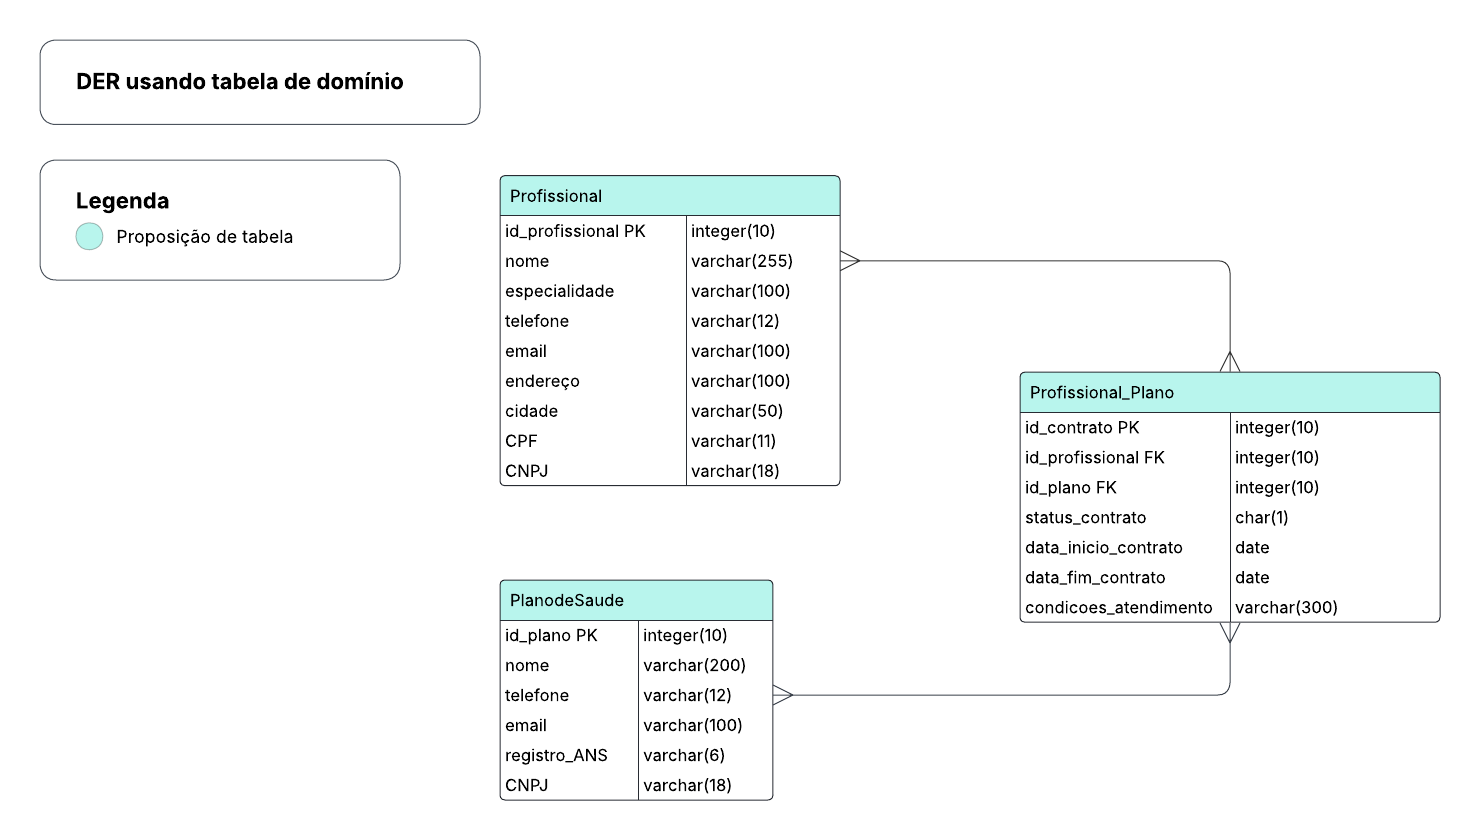 DER usando tabela de domínio
Legenda
Proposição de tabela
Profissional
id_profissional PK integer(10)
nome varchar(255)
especialidade varchar(100)
telefone varchar(12)
email varchar(100)
endereço varchar(100)
cidade varchar(50)
CPF varchar(11)
CNPJ varchar(18)
Profissional_Plano
id_contrato PK integer(10)
id_profissional FK integer(10)
id_plano FK integer(10)
status_contrato char(1)
data_inicio_contrato date
data_fim_contrato date
condicoes_atendimento varchar(300)
PlanodeSaude
id_plano PK integer(10)
nome varchar(200)
telefone varchar(12)
email varchar(100)
registro_ANS varchar(6)
CNPJ varchar(18)